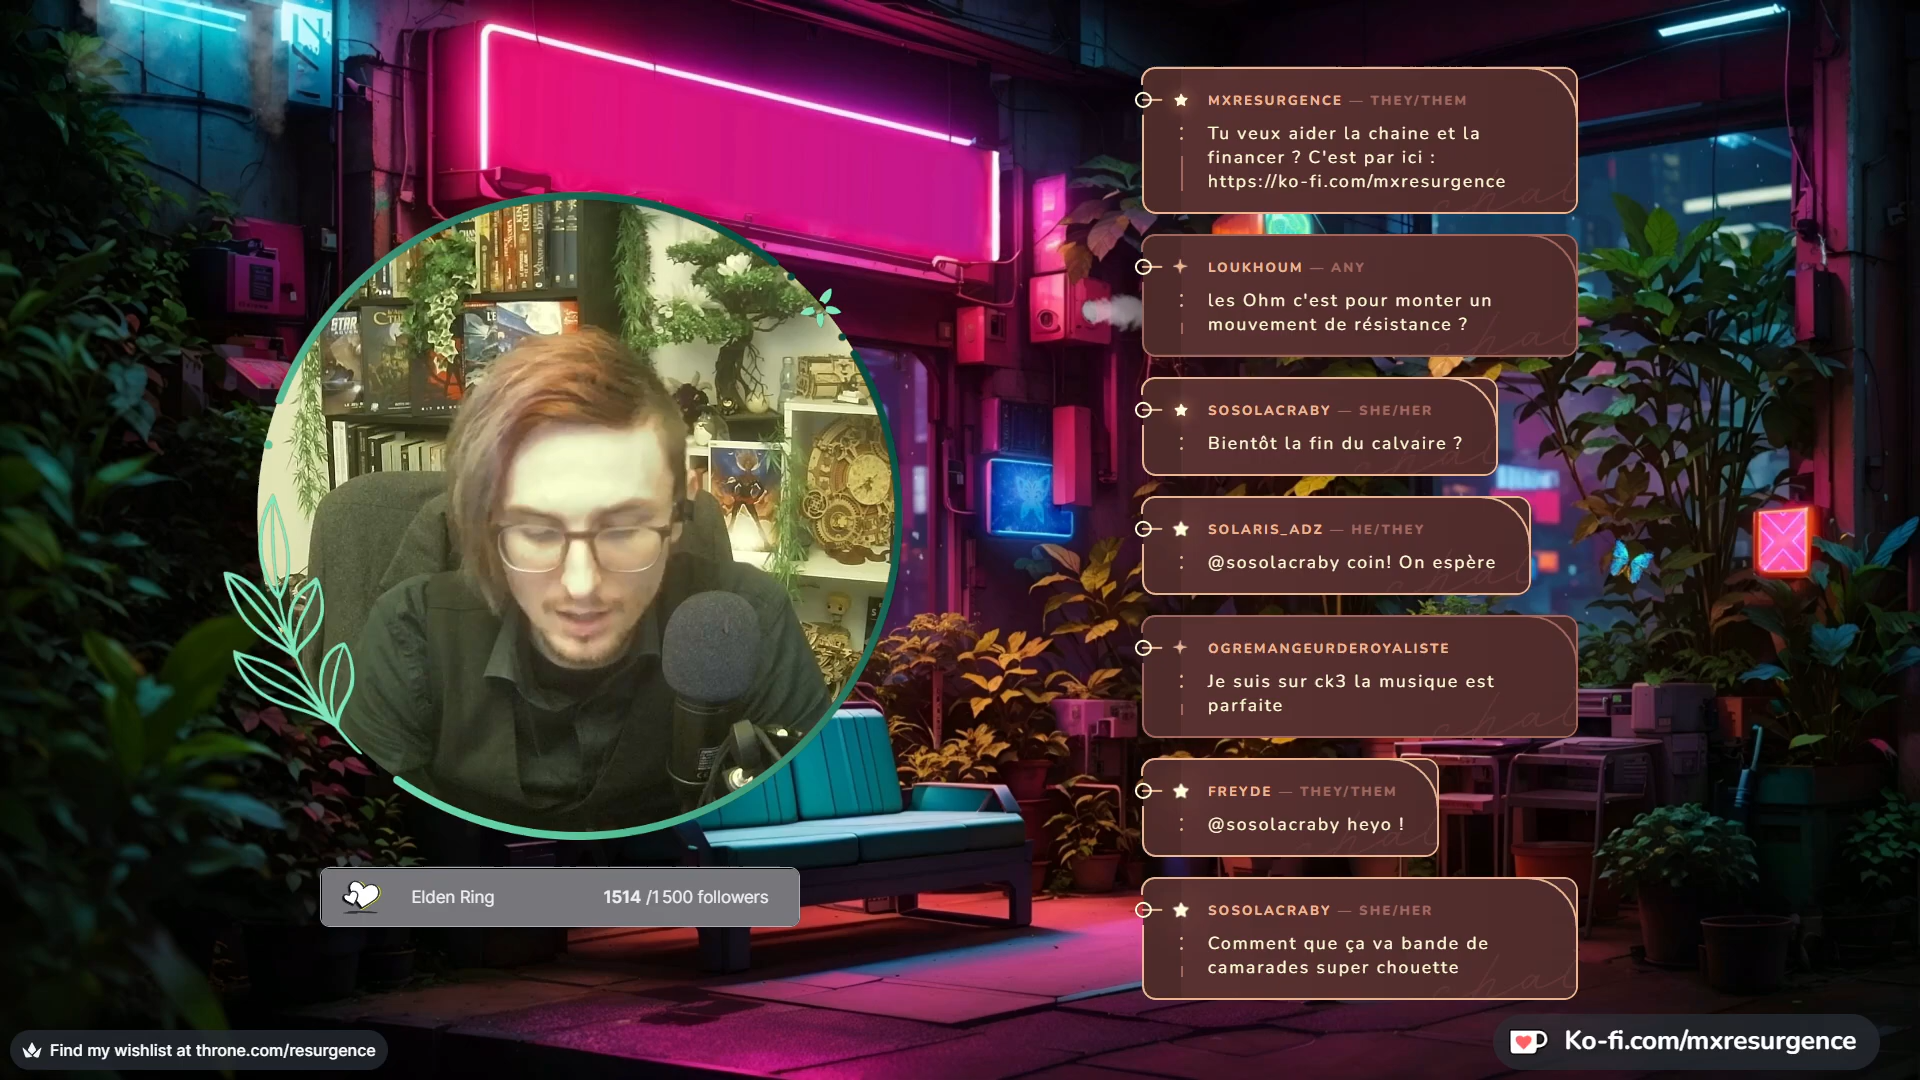 MXRESURGENCE — THEY/THEM
Tu veux aider la chaine et la
financer ? C'est par ici :
https://ko-fi.com/mxresurgence
LOUKHOUM — ANY
les Ohm c'est pour monter un
mouvement de résistance ?
SOSOLACRABY — SHE/HER
Bientôt la fin du calvaire ?
SOLARIS_ADZ — HE/THEY
@sosolacraby coin! On espère
OGREMANGEURDEROYALISTE
Je suis sur ck3 la musique est
parfaite
FREYDE — THEY/THEM
@sosolacraby heyo !
SOSOLACRABY — SHE/HER
Comment que ça va bande de
camarades super chouette
Elden Ring 1514 /1 500 followers
Find my wishlist at throne.com/resurgence
Ko-fi.com/mxresurgence